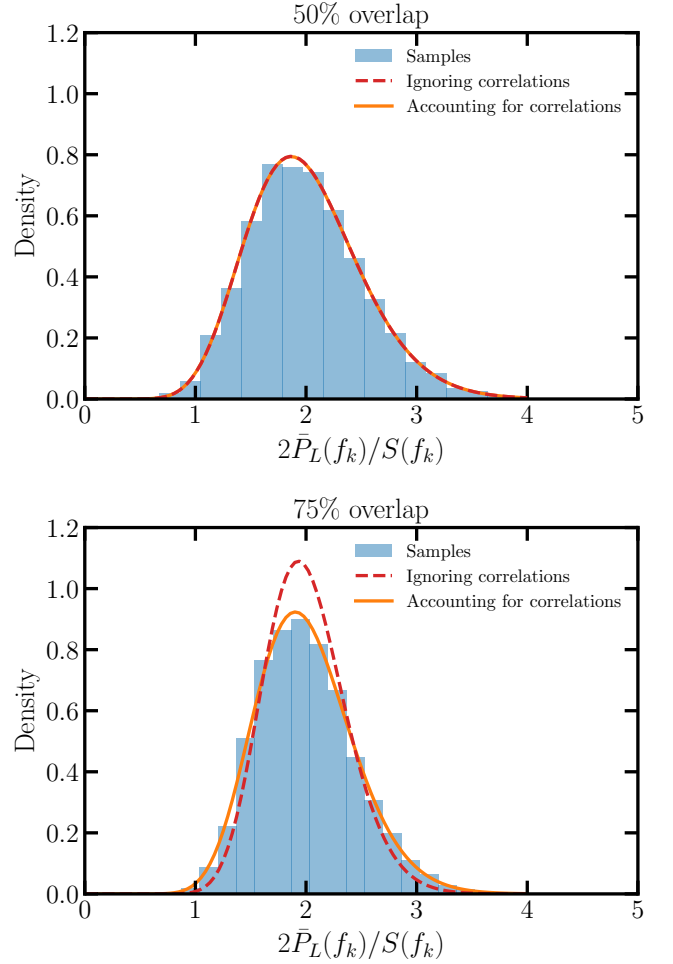 50% overlap
1.2
1.0
0.8
0.6
0.4
0.2
0.0
Density
Samples
Ignoring correlations
Accounting for correlations
0 1 2 3 4 5
2P̄_L(f_k)/S(f_k)
75% overlap
1.2
1.0
0.8
0.6
0.4
0.2
0.0
Density
Samples
Ignoring correlations
Accounting for correlations
0 1 2 3 4 5
2P̄_L(f_k)/S(f_k)